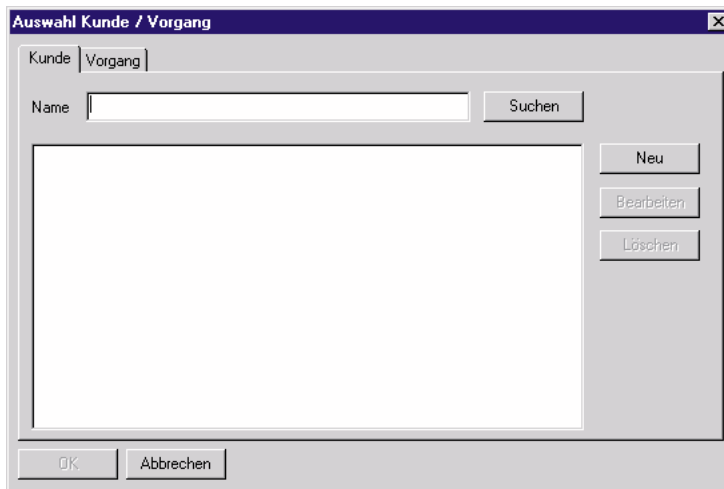 Auswahl Kunde / Vorgang
Kunde Vorgang
Name Suchen
Neu
Bearbeiten
Löschen
OK Abbrechen